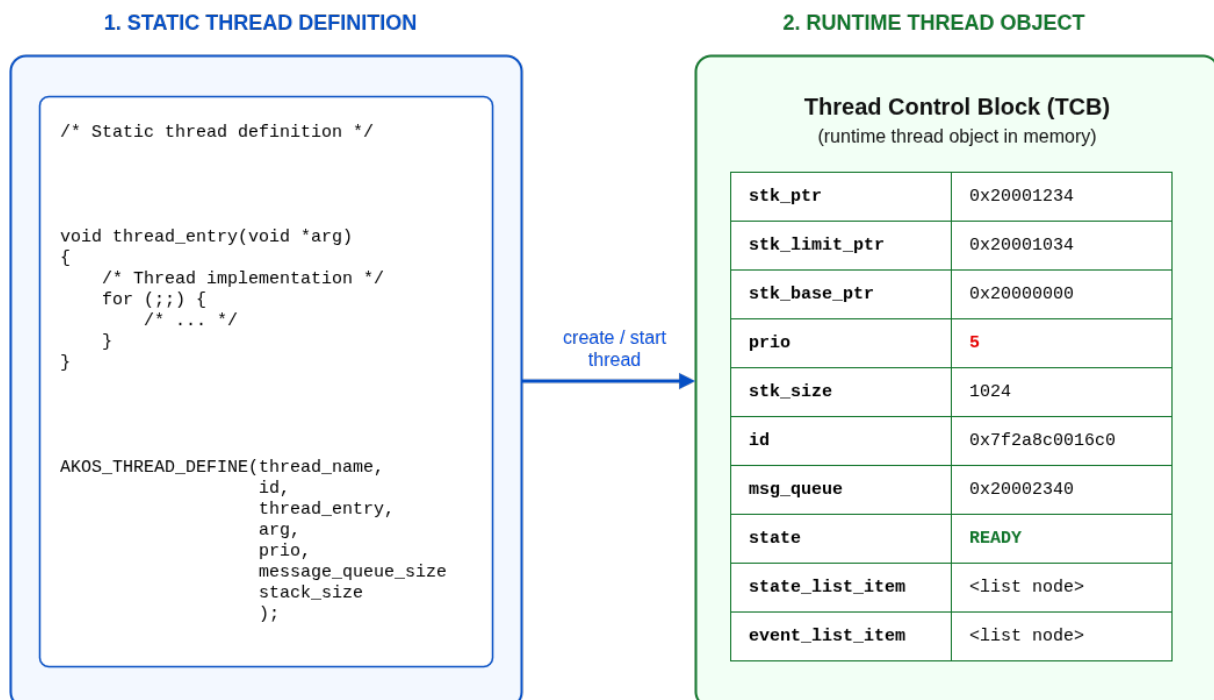 1. STATIC THREAD DEFINITION
/* Static thread definition */
void thread_entry(void *arg)
{
    /* Thread implementation */
    for (;;) {
        /* ... */
    }
}
AKOS_THREAD_DEFINE(thread_name,
                   id,
                   thread_entry,
                   arg,
                   prio,
                   message_queue_size
                   stack_size
                   );
create / start
thread
2. RUNTIME THREAD OBJECT
Thread Control Block (TCB)
(runtime thread object in memory)
stk_ptr 0x20001234
stk_limit_ptr 0x20001034
stk_base_ptr 0x20000000
prio 5
stk_size 1024
id 0x7f2a8c0016c0
msg_queue 0x20002340
state READY
state_list_item <list node>
event_list_item <list node>